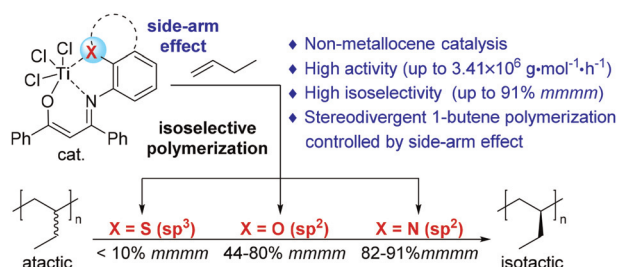 side-arm
effect
Cl
Cl
Cl
Ti
X
O
N
Ph
Ph
cat.
isoselective
polymerization
♦ Non-metallocene catalysis
♦ High activity (up to 3.41×10⁶ g·mol⁻¹·h⁻¹)
♦ High isoselectivity (up to 91% mmmm)
♦ Stereodivergent 1-butene polymerization
controlled by side-arm effect
n
atactic
X = S (sp³) X = O (sp²) X = N (sp²)
< 10% mmmm 44-80% mmmm 82-91%mmmm
n
isotactic